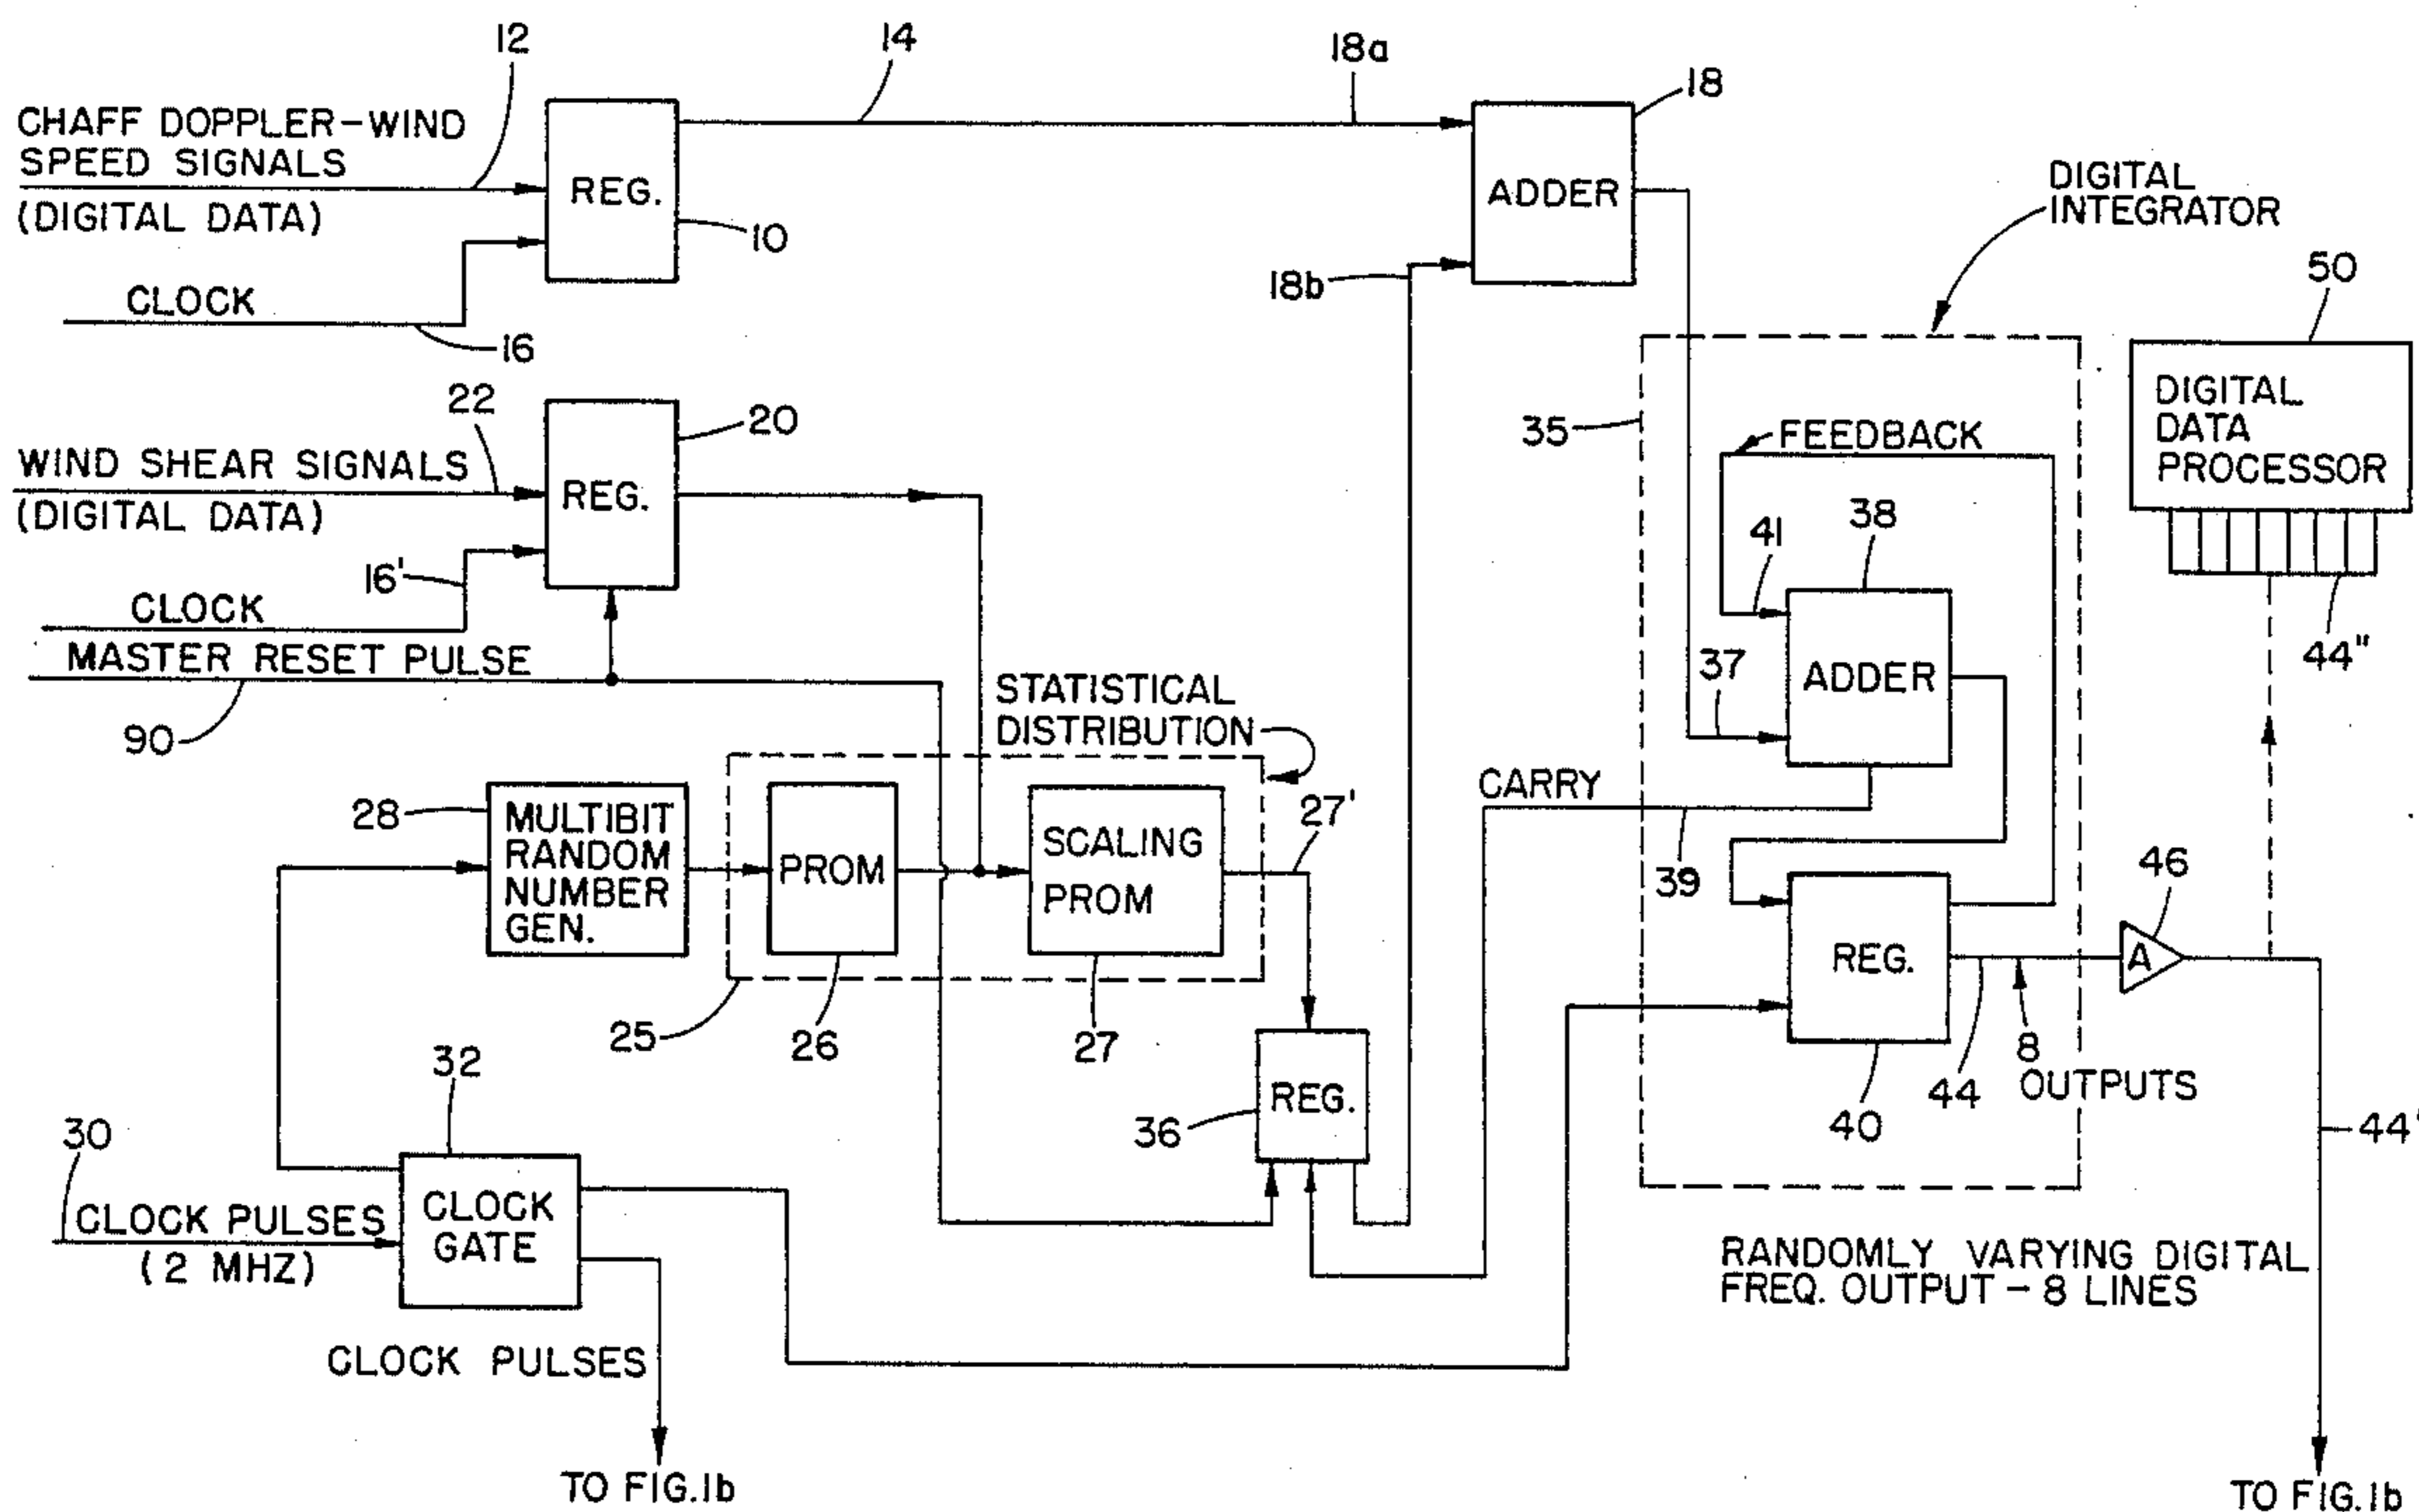 12
14
18a
18
CHAFF DOPPLER-WIND
SPEED SIGNALS
(DIGITAL DATA)
REG.
10
ADDER
18b
CLOCK
16
DIGITAL
INTEGRATOR
50
DIGITAL
DATA
PROCESSOR
44"
22
20
WIND SHEAR SIGNALS
(DIGITAL DATA)
REG.
16'
CLOCK
MASTER RESET PULSE
90
35
FEEDBACK
41
38
37
ADDER
STATISTICAL
DISTRIBUTION
28
MULTIBIT
RANDOM
NUMBER
GEN.
PROM
SCALING
PROM
27'
25
26
27
CARRY
39
46
A
REG.
44
8
OUTPUTS
40
44'
32
30
CLOCK PULSES
(2 MHZ)
CLOCK
GATE
36
REG.
RANDOMLY VARYING DIGITAL
FREQ. OUTPUT - 8 LINES
CLOCK PULSES
TO FIG.1b
TO FIG.1b